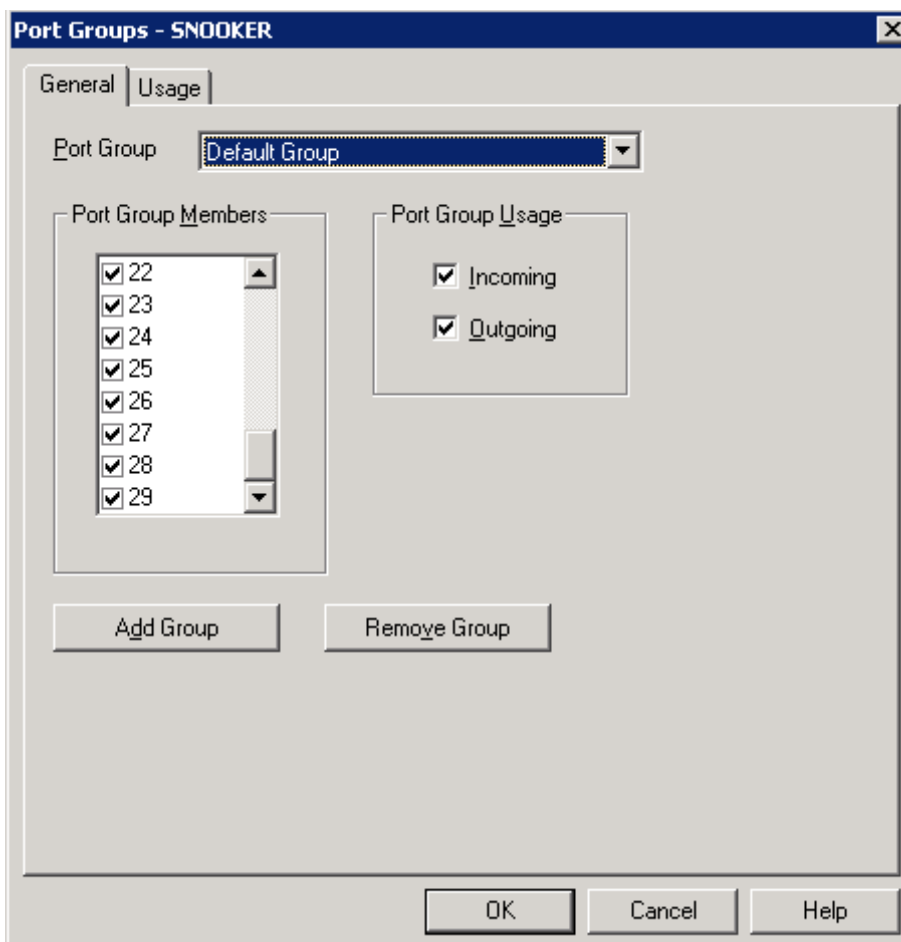 Port Groups - SNOOKER
General
Usage
Port Group
Default Group
Port Group Members
22
23
24
25
26
27
28
29
Port Group Usage
Incoming
Outgoing
Add Group
Remove Group
OK
Cancel
Help